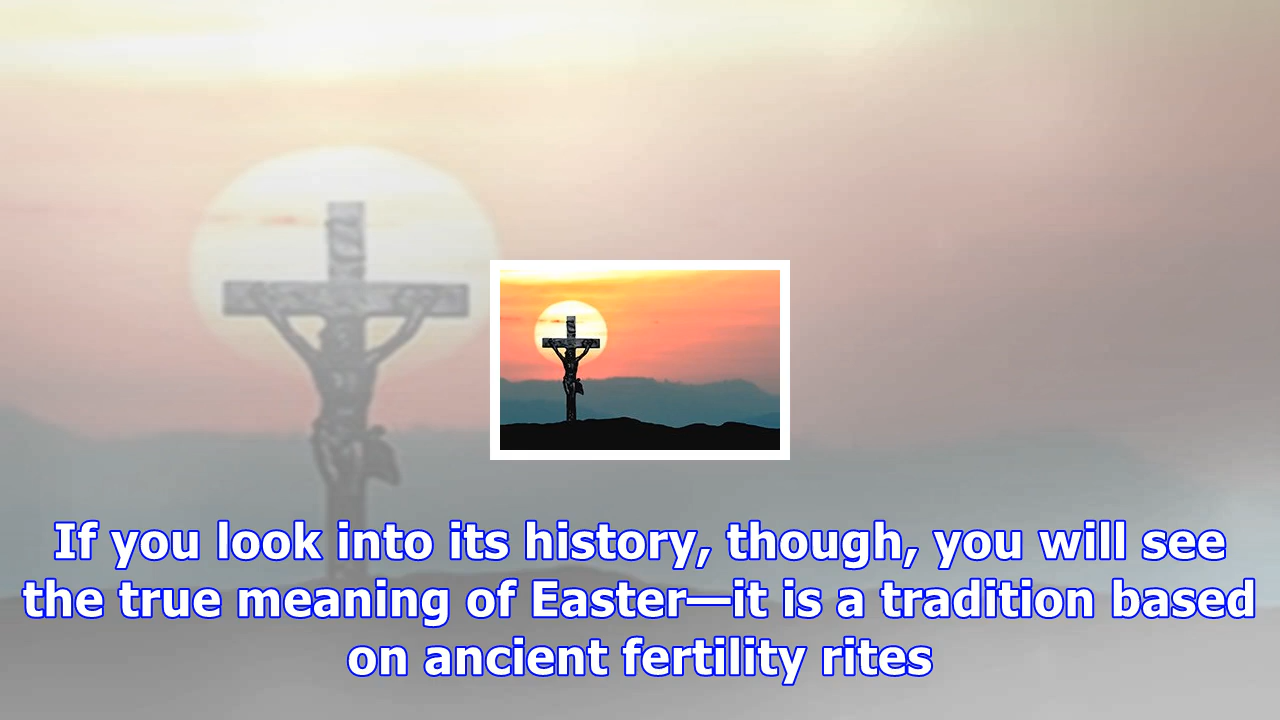 If you look into its history, though, you will see
the true meaning of Easter—it is a tradition based
on ancient fertility rites